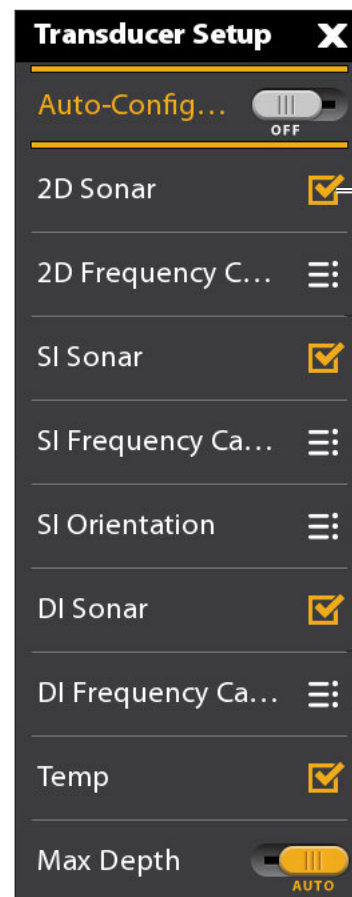 Transducer Setup X
Auto-Config...
OFF
2D Sonar
2D Frequency C...
SI Sonar
SI Frequency Ca...
SI Orientation
DI Sonar
DI Frequency Ca...
Temp
Max Depth
AUTO